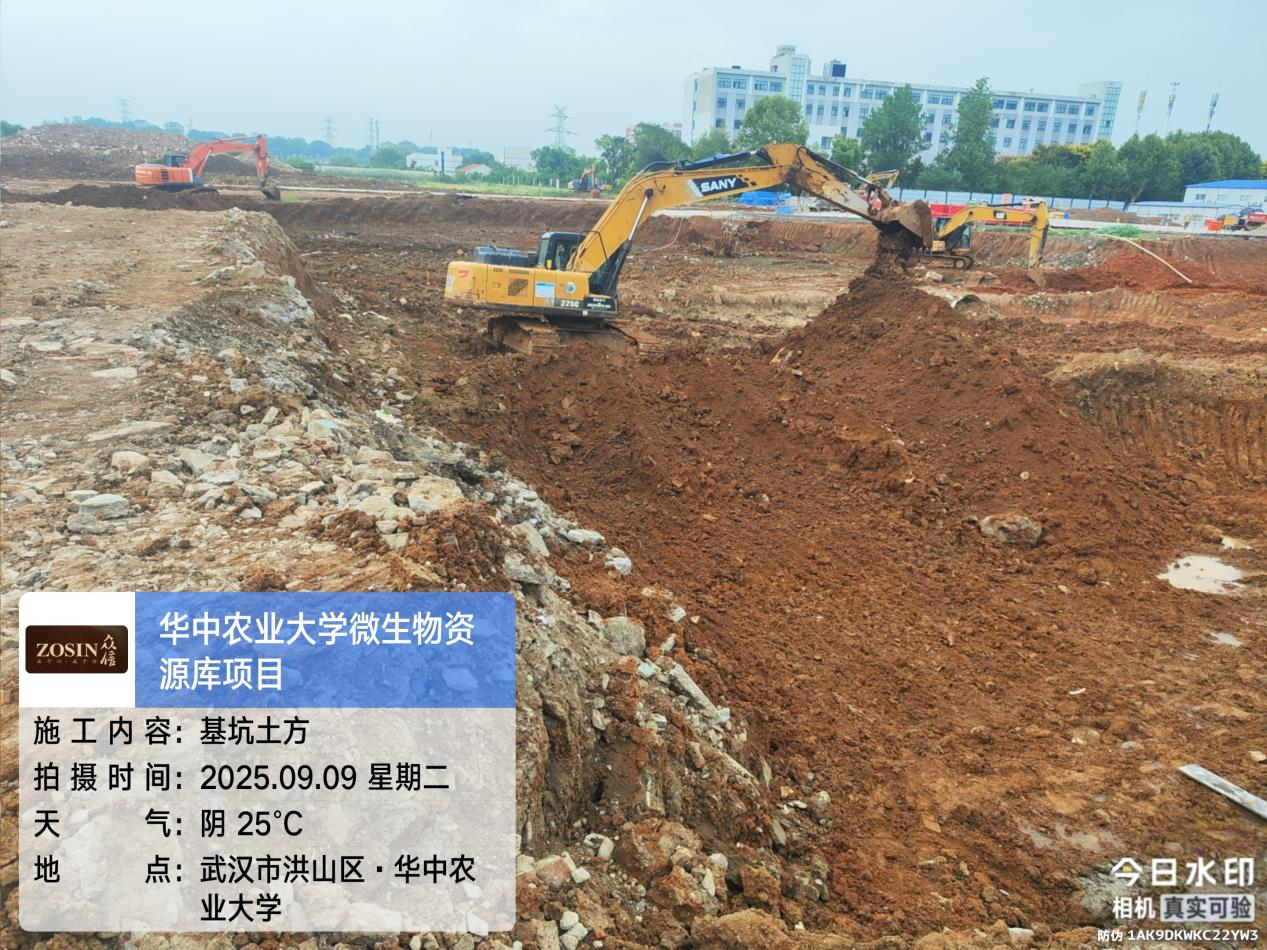 SANY
225C
CAT
ZOSIN 众信
华中农业大学微生物资
源库项目
施工内容：基坑土方
拍摄时间：2025.09.09 星期二
天气：阴 25℃
地点：武汉市洪山区·华中农
业大学
今日水印
相机 真实可验
防伪 1AK9DKWKC22YW3